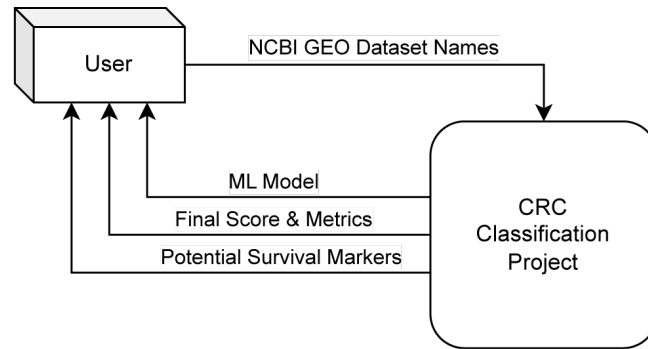 NCBI GEO Dataset Names
User
ML Model
Final Score & Metrics
Potential Survival Markers
CRC
Classification
Project